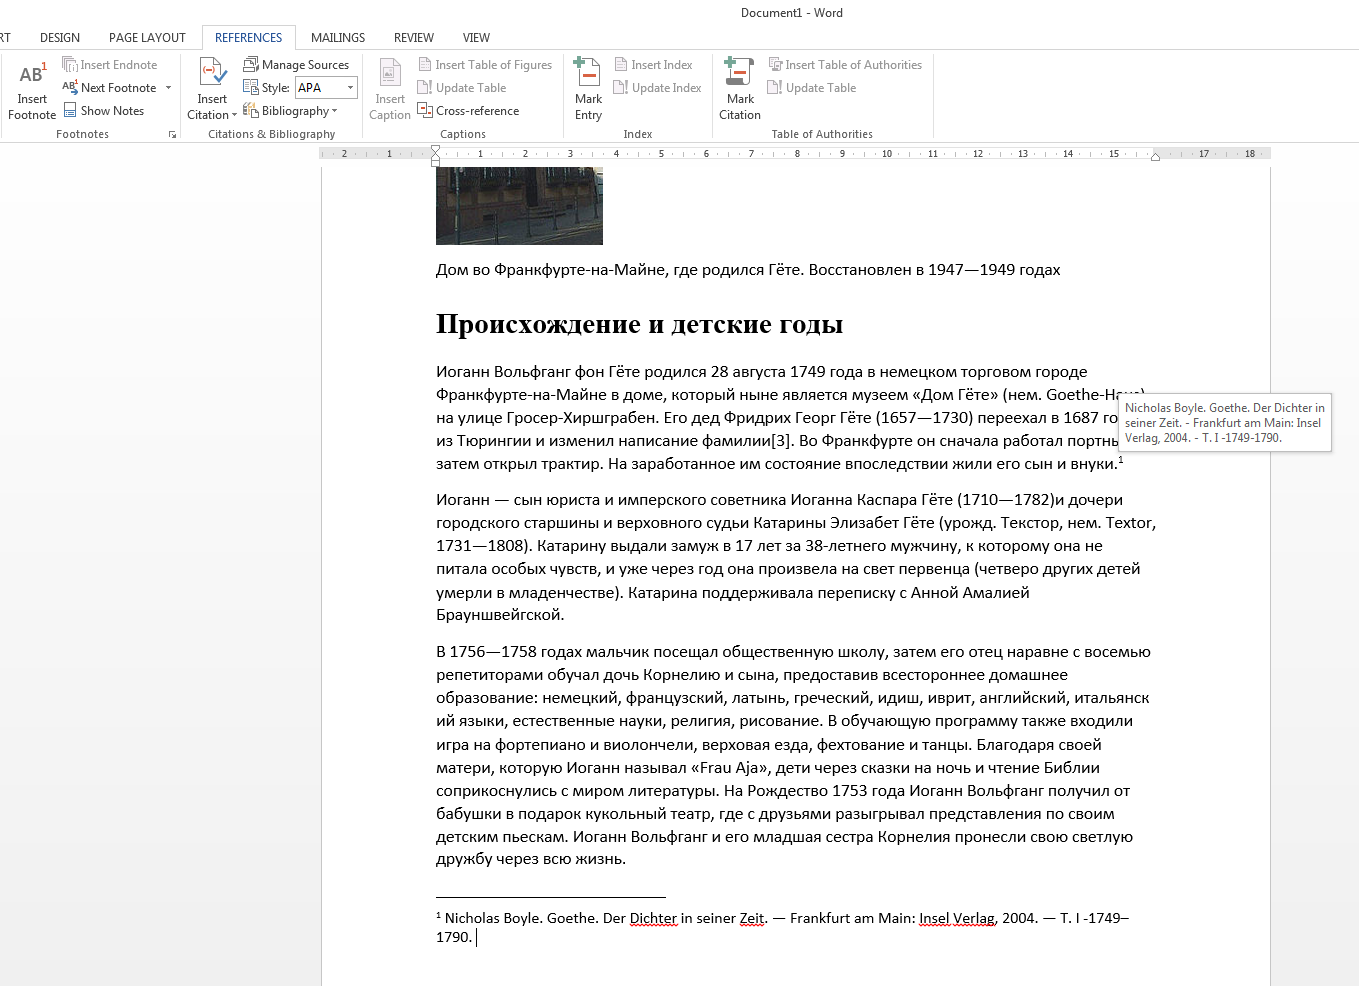 Document1 - Word
RT DESIGN PAGE LAYOUT REFERENCES MAILINGS REVIEW VIEW
AB1 Insert Footnote
Insert Endnote
AB1 Next Footnote
Show Notes
Footnotes
Insert Citation
Manage Sources
Style: APA
Bibliography
Citations & Bibliography
Insert Caption
Insert Table of Figures
Update Table
Cross-reference
Captions
Mark Entry
Insert Index
Update Index
Index
Mark Citation
Insert Table of Authorities
Update Table
Table of Authorities
2 1 1 2 3 4 5 6 7 8 9 10 11 12 13 14 15 17 18
Дом во Франкфурте-на-Майне, где родился Гёте. Восстановлен в 1947—1949 годах
Происхождение и детские годы
Иоганн Вольфганг фон Гёте родился 28 августа 1749 года в немецком торговом городе
Франкфурте-на-Майне в доме, который ныне является музеем «Дом Гёте» (нем. Goethe-Haus)
на улице Гросер-Хиршграбен. Его дед Фридрих Георг Гёте (1657—1730) переехал в 1687 го
из Тюрингии и изменил написание фамилии[3]. Во Франкфурте он сначала работал портны
затем открыл трактир. На заработанное им состояние впоследствии жили его сын и внуки.1
Nicholas Boyle. Goethe. Der Dichter in
seiner Zeit. - Frankfurt am Main: Insel
Verlag, 2004. - T. I -1749-1790.
Иоганн — сын юриста и имперского советника Иоганна Каспара Гёте (1710—1782)и дочери
городского старшины и верховного судьи Катарины Элизабет Гёте (урожд. Текстор, нем. Textor,
1731—1808). Катарину выдали замуж в 17 лет за 38-летнего мужчину, к которому она не
питала особых чувств, и уже через год она произвела на свет первенца (четверо других детей
умерли в младенчестве). Катарина поддерживала переписку с Анной Амалией
Брауншвейгской.
В 1756—1758 годах мальчик посещал общественную школу, затем его отец наравне с восемью
репетиторами обучал дочь Корнелию и сына, предоставив всестороннее домашнее
образование: немецкий, французский, латынь, греческий, идиш, иврит, английский, итальянск
ий языки, естественные науки, религия, рисование. В обучающую программу также входили
игра на фортепиано и виолончели, верховая езда, фехтование и танцы. Благодаря своей
матери, которую Иоганн называл «Frau Aja», дети через сказки на ночь и чтение Библии
соприкоснулись с миром литературы. На Рождество 1753 года Иоганн Вольфганг получил от
бабушки в подарок кукольный театр, где с друзьями разыгрывал представления по своим
детским пьескам. Иоганн Вольфганг и его младшая сестра Корнелия пронесли свою светлую
дружбу через всю жизнь.
1 Nicholas Boyle. Goethe. Der Dichter in seiner Zeit. — Frankfurt am Main: Insel Verlag, 2004. — T. I -1749–
1790.